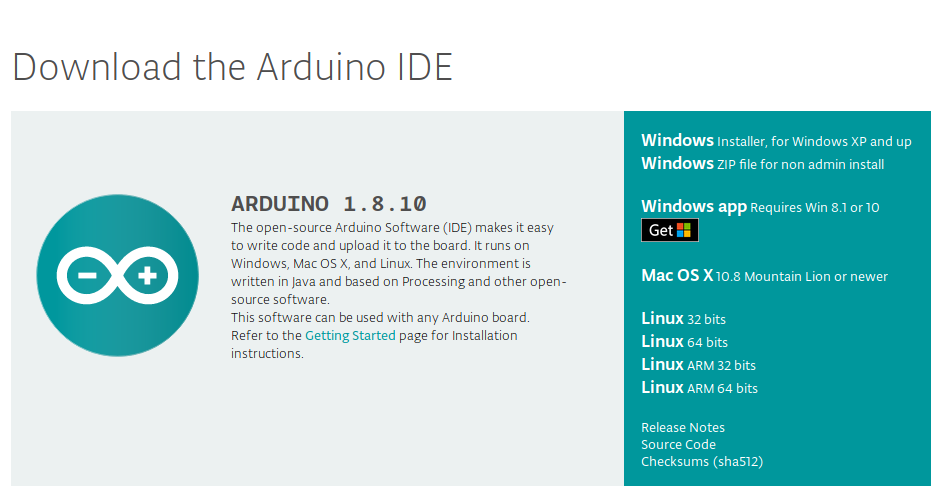 Download the Arduino IDE
ARDUINO 1.8.10
The open-source Arduino Software (IDE) makes it easy
to write code and upload it to the board. It runs on
Windows, Mac OS X, and Linux. The environment is
written in Java and based on Processing and other open-
source software.
This software can be used with any Arduino board.
Refer to the Getting Started page for Installation
instructions.
Windows Installer, for Windows XP and up
Windows ZIP file for non admin install
Windows app Requires Win 8.1 or 10
Get
Mac OS X 10.8 Mountain Lion or newer
Linux 32 bits
Linux 64 bits
Linux ARM 32 bits
Linux ARM 64 bits
Release Notes
Source Code
Checksums (sha512)